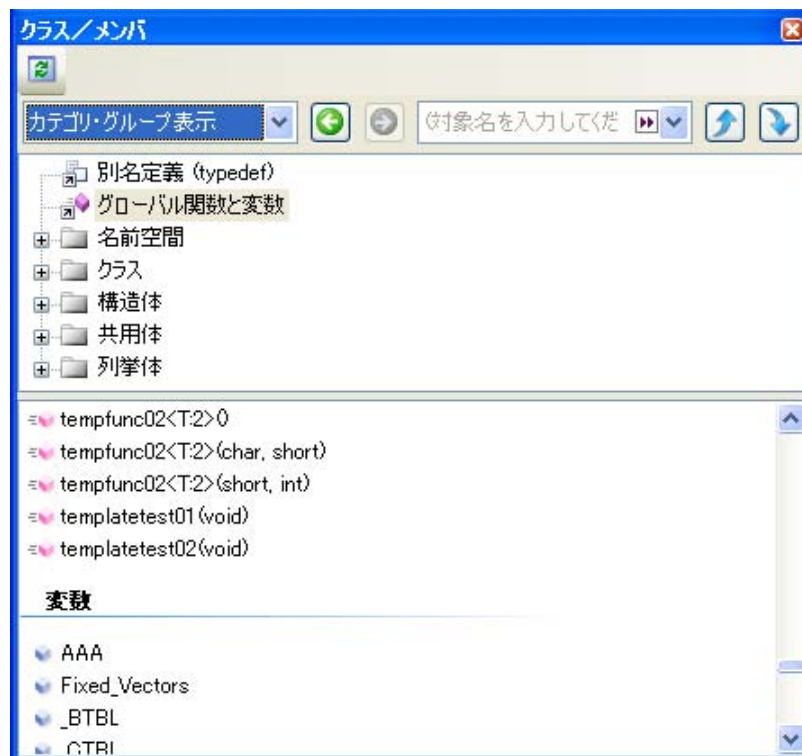 クラス／メンバ
カテゴリ・グループ表示
(対象名を入力してくだ
別名定義 (typedef)
グローバル関数と変数
名前空間
クラス
構造体
共用体
列挙体
tempfunc02<T:2>()
tempfunc02<T:2>(char, short)
tempfunc02<T:2>(short, int)
templatetest01(void)
templatetest02(void)
変数
AAA
Fixed_Vectors
_BTBL
_CTBL